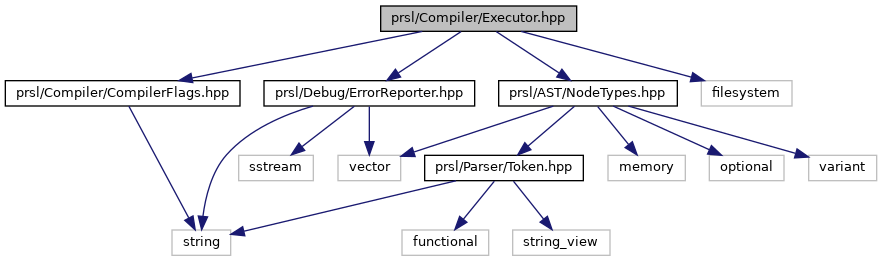 prsl/Compiler/Executor.hpp
prsl/Compiler/CompilerFlags.hpp
prsl/Debug/ErrorReporter.hpp
prsl/AST/NodeTypes.hpp
filesystem
sstream
vector
prsl/Parser/Token.hpp
memory
optional
variant
string
functional
string_view